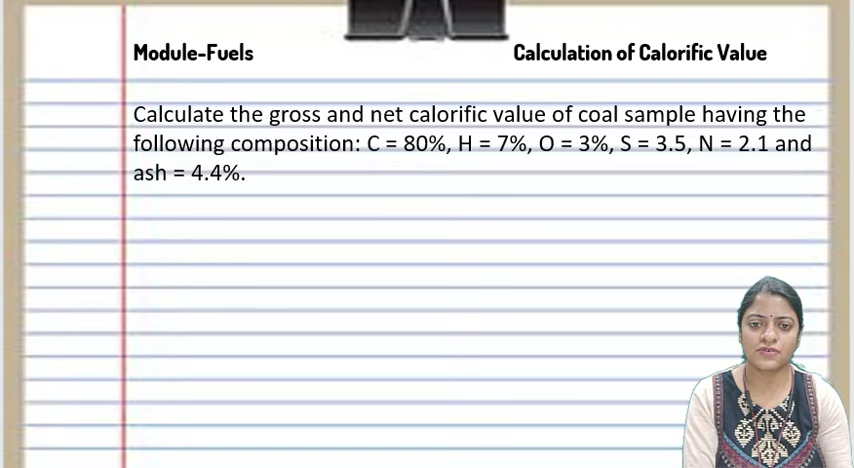 Module-Fuels
Calculation of Calorific Value
Calculate the gross and net calorific value of coal sample having the
following composition: C = 80%, H = 7%, O = 3%, S = 3.5, N = 2.1 and
ash = 4.4%.